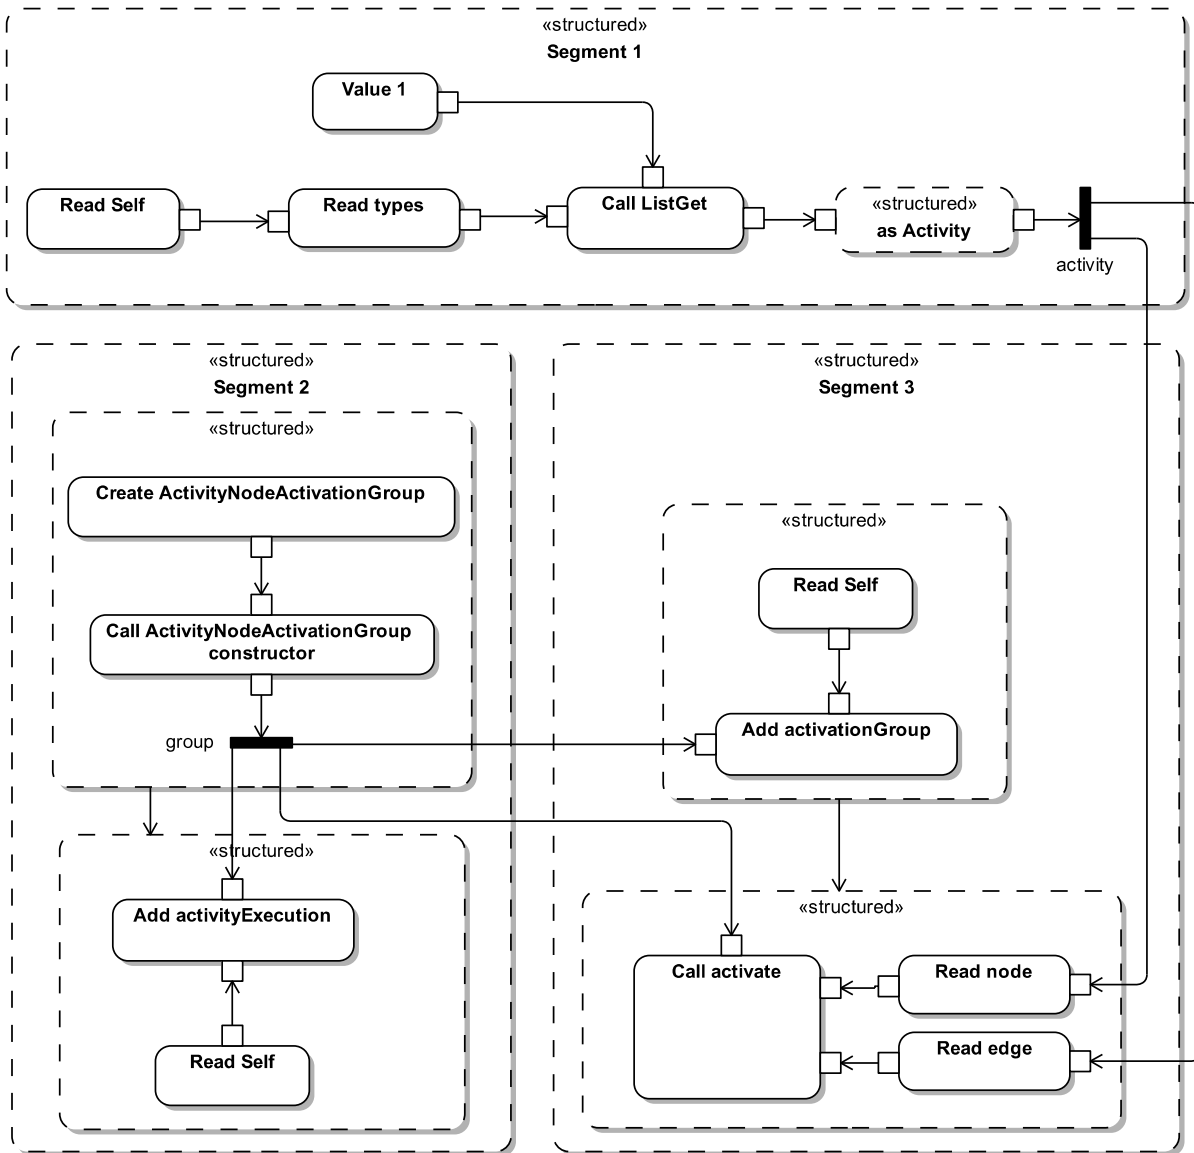 «structured»
Segment 1
Value 1
Read Self
Read types
Call ListGet
«structured»
as Activity
activity
«structured»
Segment 2
«structured»
Create ActivityNodeActivationGroup
Call ActivityNodeActivationGroup
constructor
group
«structured»
Add activityExecution
Read Self
«structured»
Segment 3
«structured»
Read Self
Add activationGroup
«structured»
Call activate
Read node
Read edge